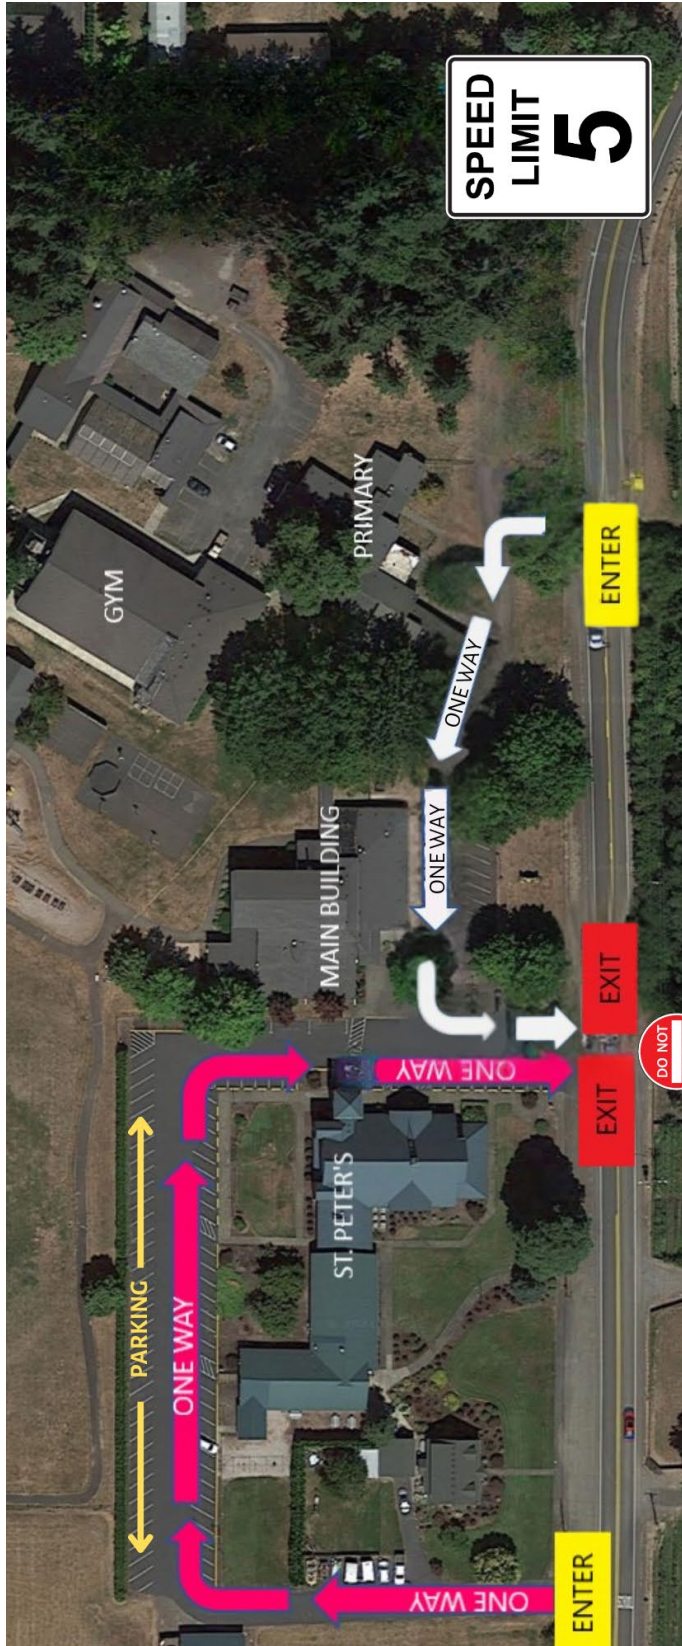 GYM
PARKING
ONE WAY
MAIN BUILDING
ST. PETER'S
PRIMARY
ONE WAY
ONE WAY
ONE WAY
ONE WAY
SPEED
LIMIT
5
ENTER
EXIT
EXIT
ENTER
DO NOT